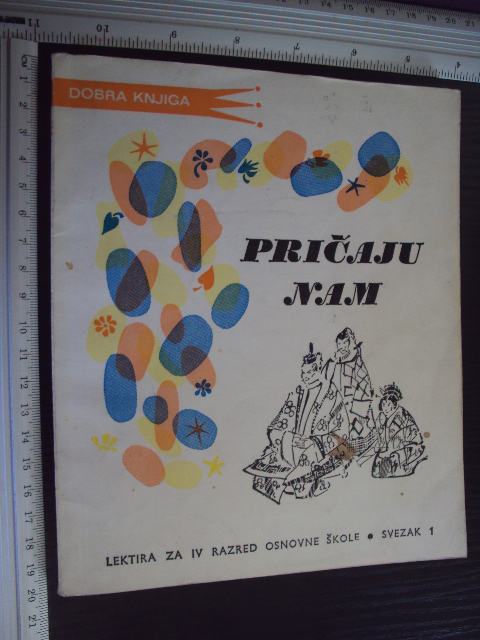 DOBRA KNJIGA
PRIČAJU
NAM
LEKTIRA ZA IV RAZRED OSNOVNE ŠKOLE • SVEZAK 1